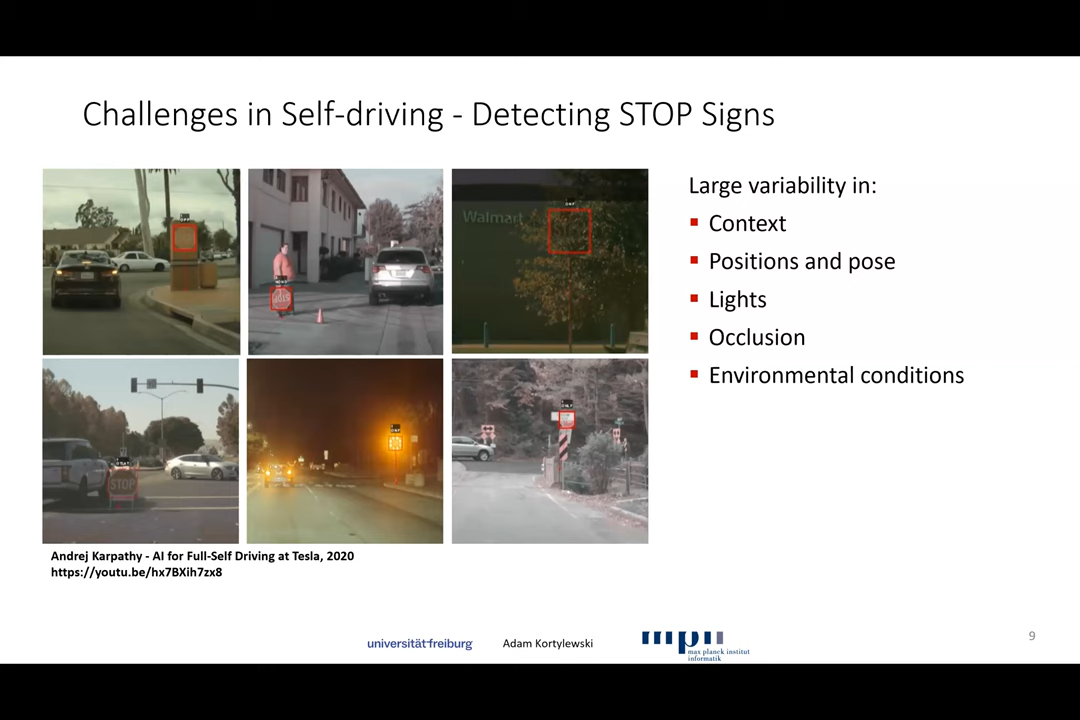 Challenges in Self-driving - Detecting STOP Signs
Walmart
STOP
STOP
Large variability in:
Context
Positions and pose
Lights
Occlusion
Environmental conditions
Andrej Karpathy - AI for Full-Self Driving at Tesla, 2020
https://youtu.be/hx7BXih7zx8
universität freiburg
Adam Kortylewski
mpn
max planck institut
informatik
9